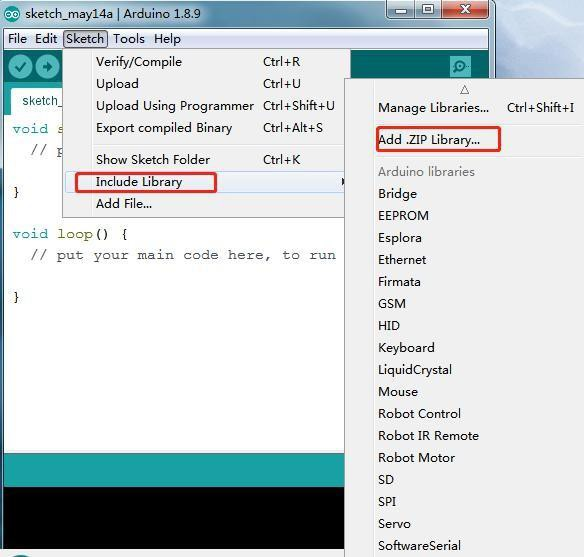 sketch_may14a | Arduino 1.8.9
File Edit Sketch Tools Help
Verify/Compile Ctrl+R
Upload Ctrl+U
Upload Using Programmer Ctrl+Shift+U
Export compiled Binary Ctrl+Alt+S
Show Sketch Folder Ctrl+K
Include Library
Add File...
sketch_
void s
// p
}
void loop() {
// put your main code here, to run
}
Manage Libraries... Ctrl+Shift+I
Add .ZIP Library...
Arduino libraries
Bridge
EEPROM
Esplora
Ethernet
Firmata
GSM
HID
Keyboard
LiquidCrystal
Mouse
Robot Control
Robot IR Remote
Robot Motor
SD
SPI
Servo
SoftwareSerial